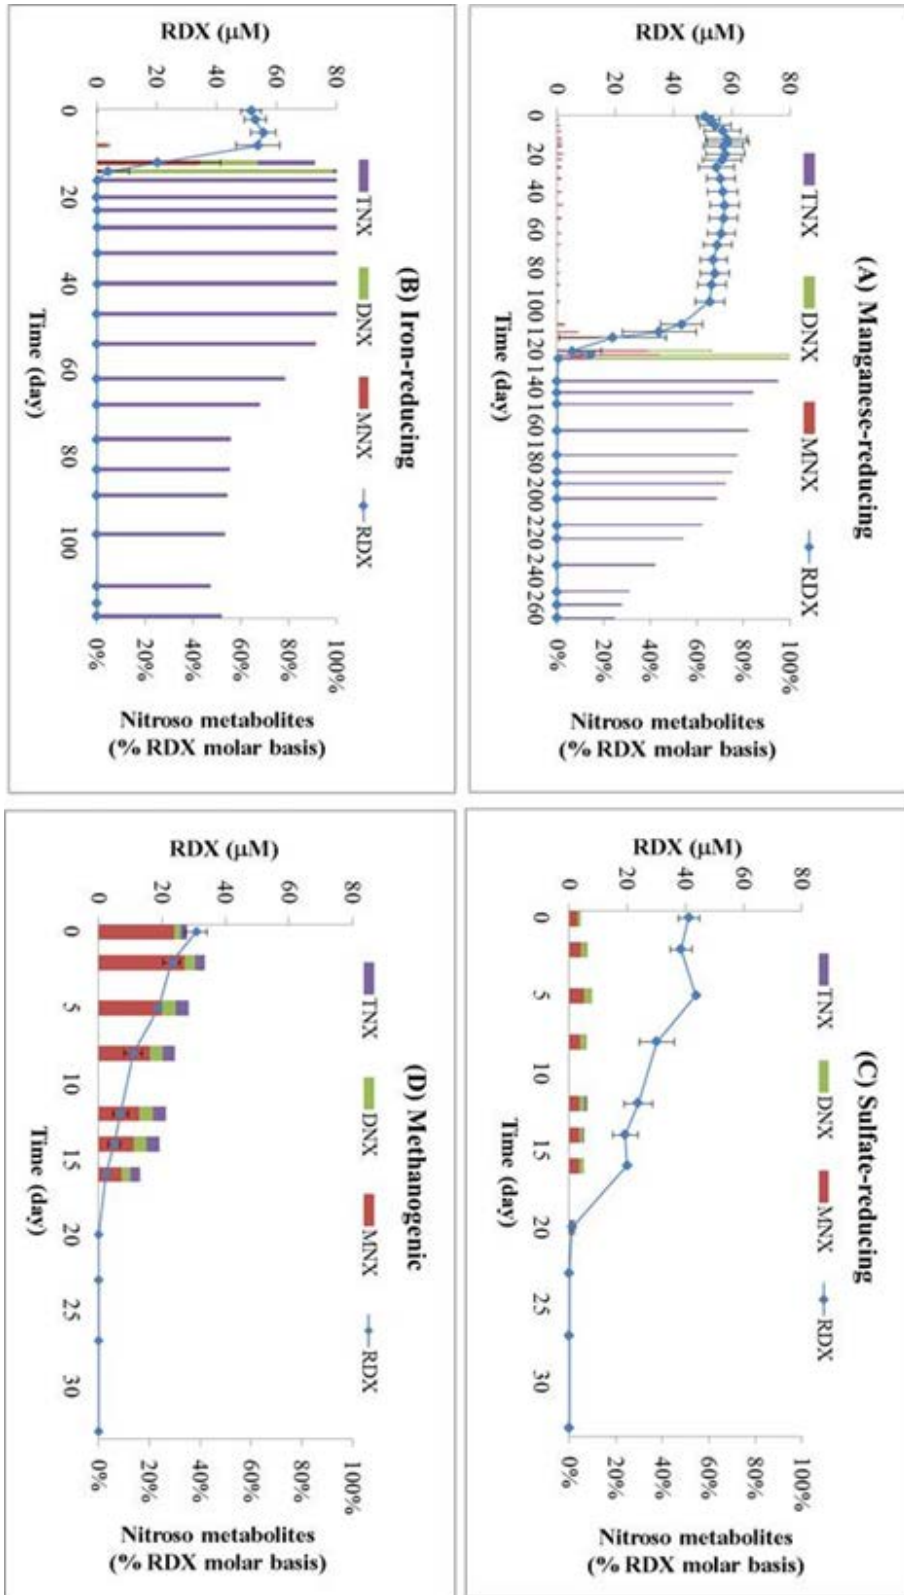 (A) Manganese-reducing
TNX DNX MNX RDX
RDX (µM)
80
60
40
20
0
100%
80%
60%
40%
20%
0%
Nitroso metabolites
(% RDX molar basis)
0 20 40 60 80 100 120 140 160 180 200 220 240 260
Time (day)
(B) Iron-reducing
TNX DNX MNX RDX
RDX (µM)
80
60
40
20
0
100%
80%
60%
40%
20%
0%
Nitroso metabolites
(% RDX molar basis)
0 20 40 60 80 100
Time (day)
(C) Sulfate-reducing
TNX DNX MNX RDX
RDX (µM)
80
60
40
20
0
100%
80%
60%
40%
20%
0%
Nitroso metabolites
(% RDX molar basis)
0 5 10 15 20 25 30
Time (day)
(D) Methanogenic
TNX DNX MNX RDX
RDX (µM)
80
60
40
20
0
100%
80%
60%
40%
20%
0%
Nitroso metabolites
(% RDX molar basis)
0 5 10 15 20 25 30
Time (day)